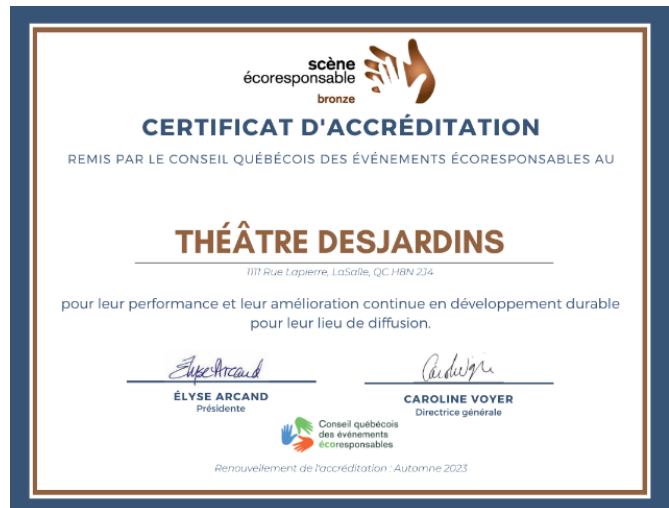 scène
écoresponsable
bronze
CERTIFICAT D'ACCRÉDITATION
REMIS PAR LE CONSEIL QUÉBÉCOIS DES ÉVÉNEMENTS ÉCORESPONSABLES AU
THÉÂTRE DESJARDINS
1111 Rue Lapierre, LaSalle, QC H8N 2J4
pour leur performance et leur amélioration continue en développement durable
pour leur lieu de diffusion.
Élyse Arcand
ÉLYSE ARCAND
Présidente
CAROLINE VOYER
Directrice générale
Conseil québécois
des événements
écoresponsables
Renouvellement de l'accréditation : Automne 2023